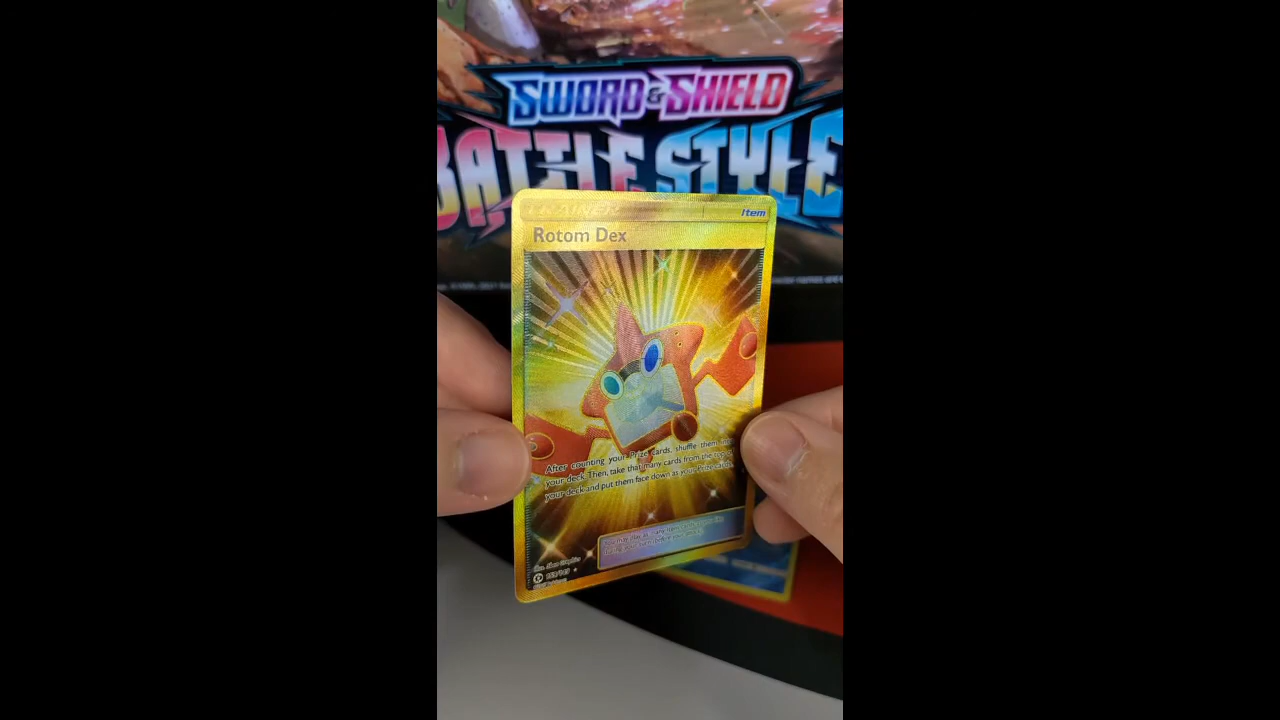 SWORD & SHIELD
BATTLE STYLE
TRAINER
Item
Rotom Dex
After counting your Prize cards, shuffle them into
your deck. Then, take that many cards from the top of
your deck and put them face down as your Prize cards.
159/149